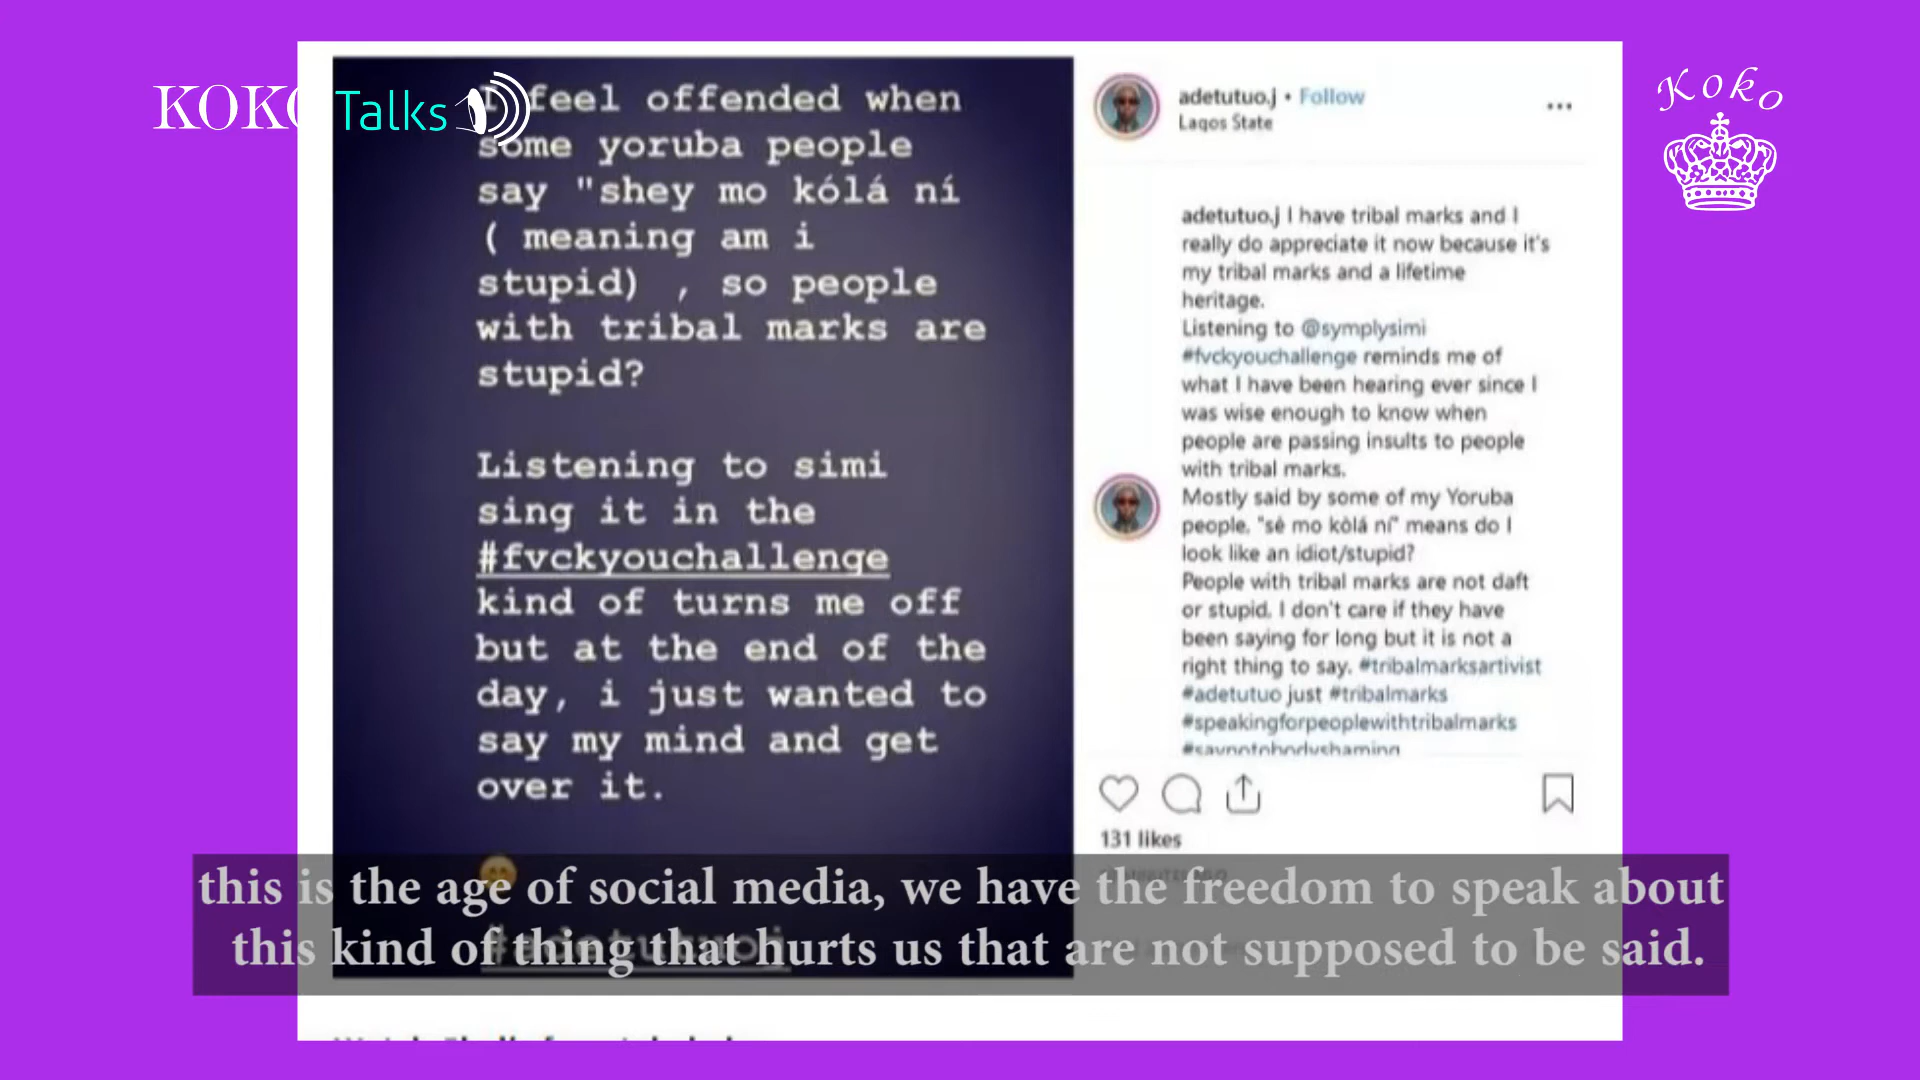 KOKO Talks
Koko
I feel offended when
some yoruba people
say "shey mo kólá ní
( meaning am i
stupid) , so people
with tribal marks are
stupid?
Listening to simi
sing it in the
#fvckyouchallenge
kind of turns me off
but at the end of the
day, i just wanted to
say my mind and get
over it.
#adetutuoj
adetutuo.j • Follow
Lagos State
adetutuo.j I have tribal marks and I
really do appreciate it now because it's
my tribal marks and a lifetime
heritage.
Listening to @symplysimi
#fvckyouchallenge reminds me of
what I have been hearing ever since I
was wise enough to know when
people are passing insults to people
with tribal marks.
Mostly said by some of my Yoruba
people, "sé mo kòlá ní" means do I
look like an idiot/stupid?
People with tribal marks are not daft
or stupid. I don't care if they have
been saying for long but it is not a
right thing to say. #tribalmarksartivist
#adetutuo just #tribalmarks
#speakingforpeoplewithtribalmarks
#saynotobodyshaming
131 likes
this is the age of social media, we have the freedom to speak about
this kind of thing that hurts us that are not supposed to be said.